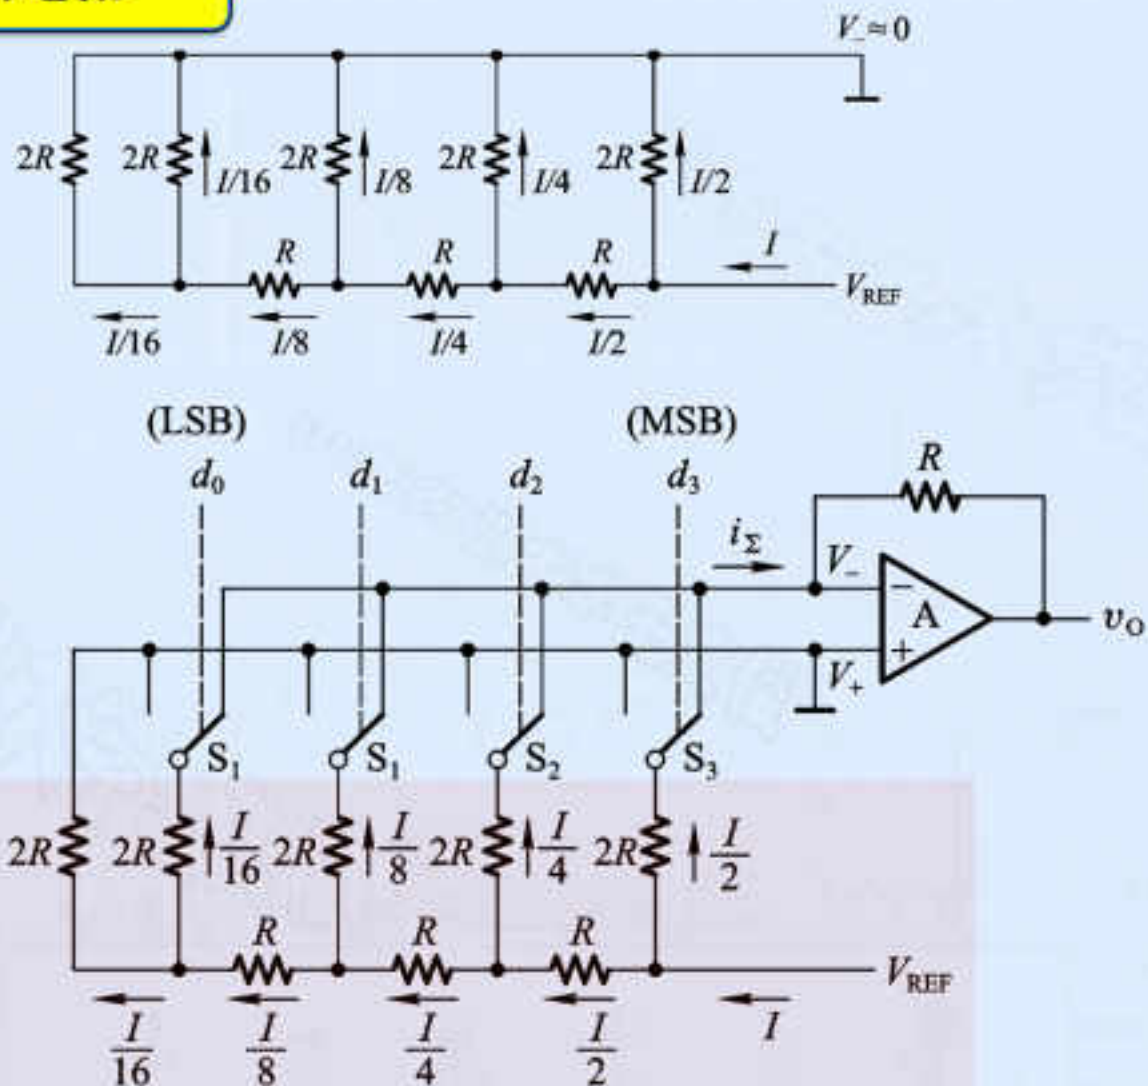 V_≈0
2R 2R I/16 2R I/8 2R I/4 2R I/2
R R R I
V_REF
I/16 I/8 I/4 I/2
(LSB) (MSB)
d₀ d₁ d₂ d₃ R
i_Σ V₋
− A
+ v_O
V₊
S₁ S₁ S₂ S₃
2R 2R I/16 2R I/8 2R I/4 2R I/2
R R R
V_REF
I/16 I/8 I/4 I/2 I